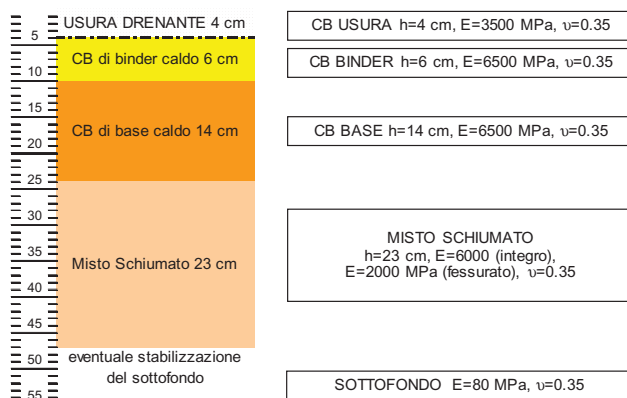 USURA DRENANTE 4 cm
5
CB di binder caldo 6 cm
10
15
CB di base caldo 14 cm
20
25
30
Misto Schiumato 23 cm
35
40
45
50
eventuale stabilizzazione
del sottofondo
55
CB USURA h=4 cm, E=3500 MPa, υ=0.35
CB BINDER h=6 cm, E=6500 MPa, υ=0.35
CB BASE h=14 cm, E=6500 MPa, υ=0.35
MISTO SCHIUMATO
h=23 cm, E=6000 (integro),
E=2000 MPa (fessurato), υ=0.35
SOTTOFONDO E=80 MPa, υ=0.35